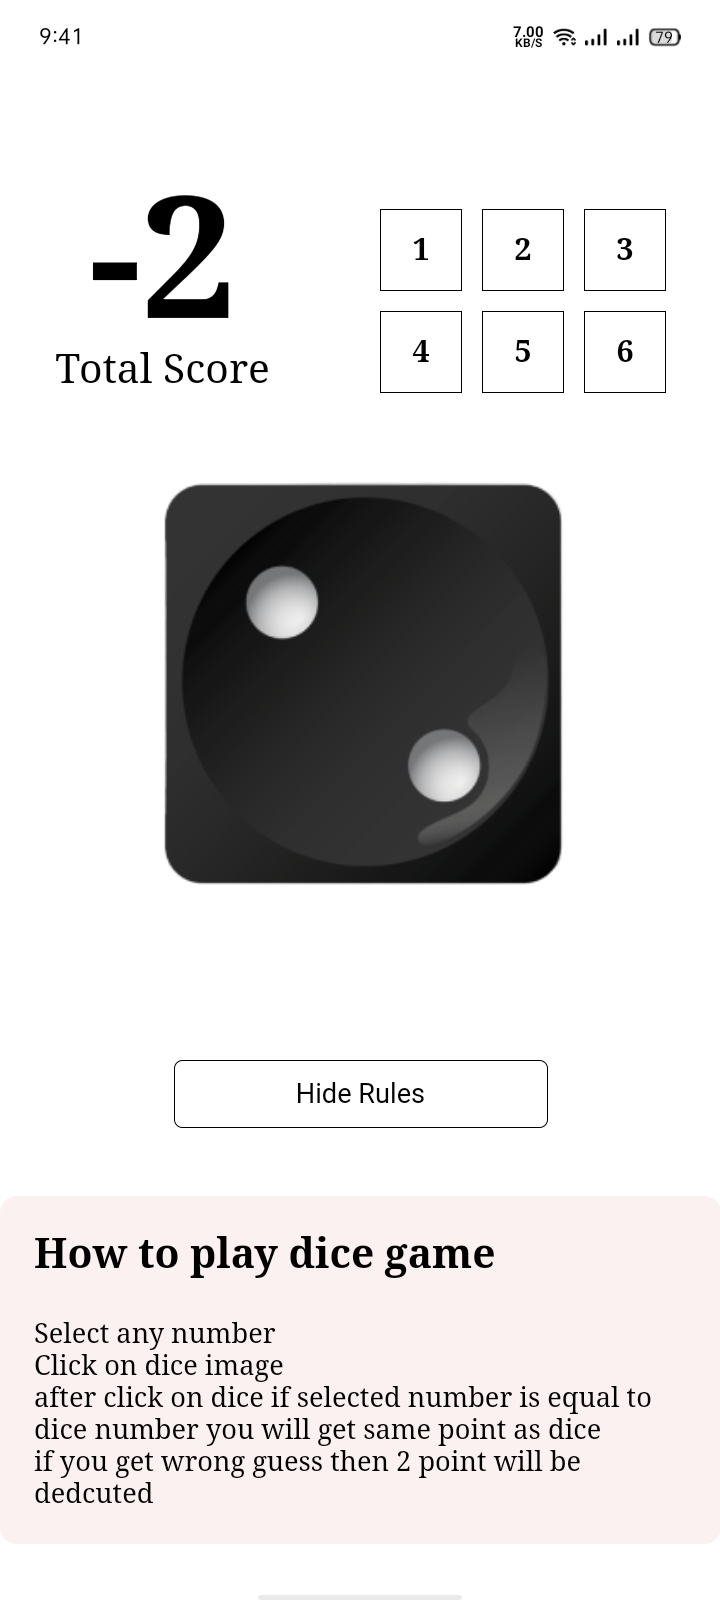 9:41
7.00
KB/S
79
-2
Total Score
1 2 3
4 5 6
Hide Rules
How to play dice game
Select any number
Click on dice image
after click on dice if selected number is equal to
dice number you will get same point as dice
if you get wrong guess then 2 point will be
dedcuted